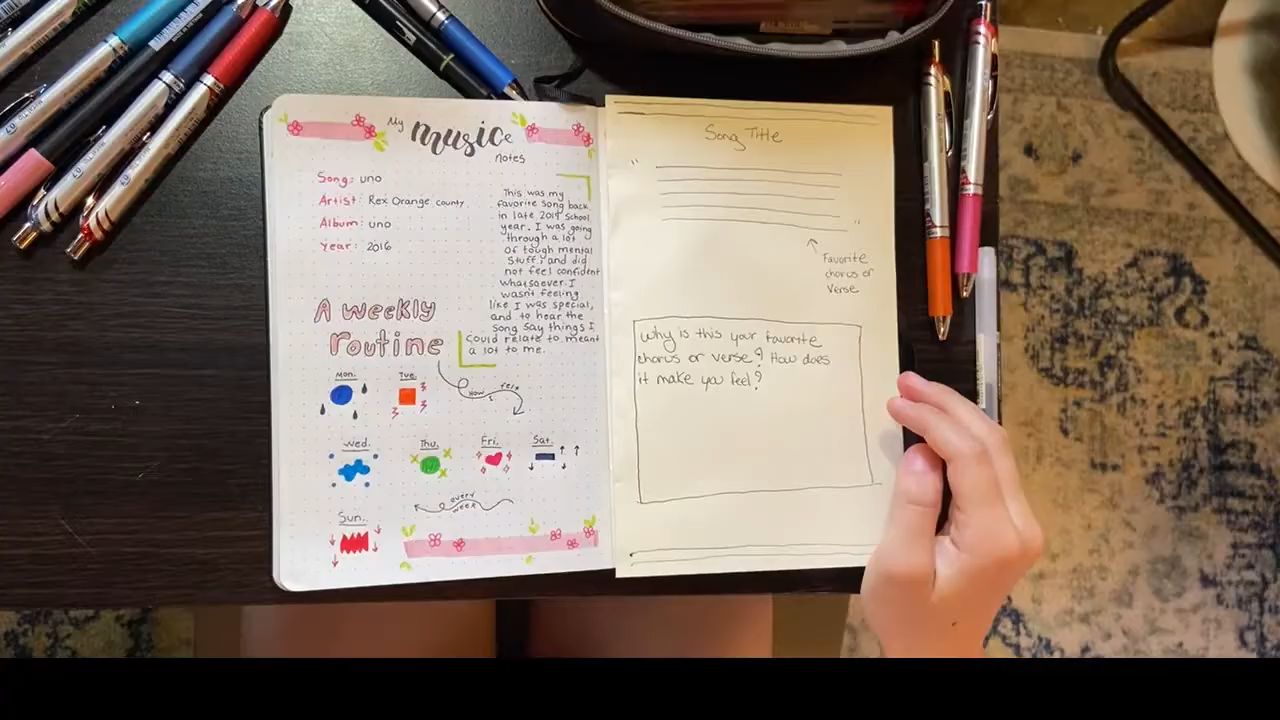 My
music
notes
Song: uno
Artist: Rex Orange county
Album: uno
Year: 2016
This was my
favorite song back
in late 2019 school
year. I was going
through a lot
of tough mental
stuff, and did
not feel confident
whatsoever. I
wasn't feeling
like I was special,
and to hear the
song say things I
could relate to meant
a lot to me.
A weekly
routine
How I felt
Mon.
Tue.
Wed.
Thu.
Fri.
Sat.
every
week
Sun.
Song Title
"
"
Favorite
chorus or
Verse
Why is this your favorite
chorus or verse? How does
it make you feel?